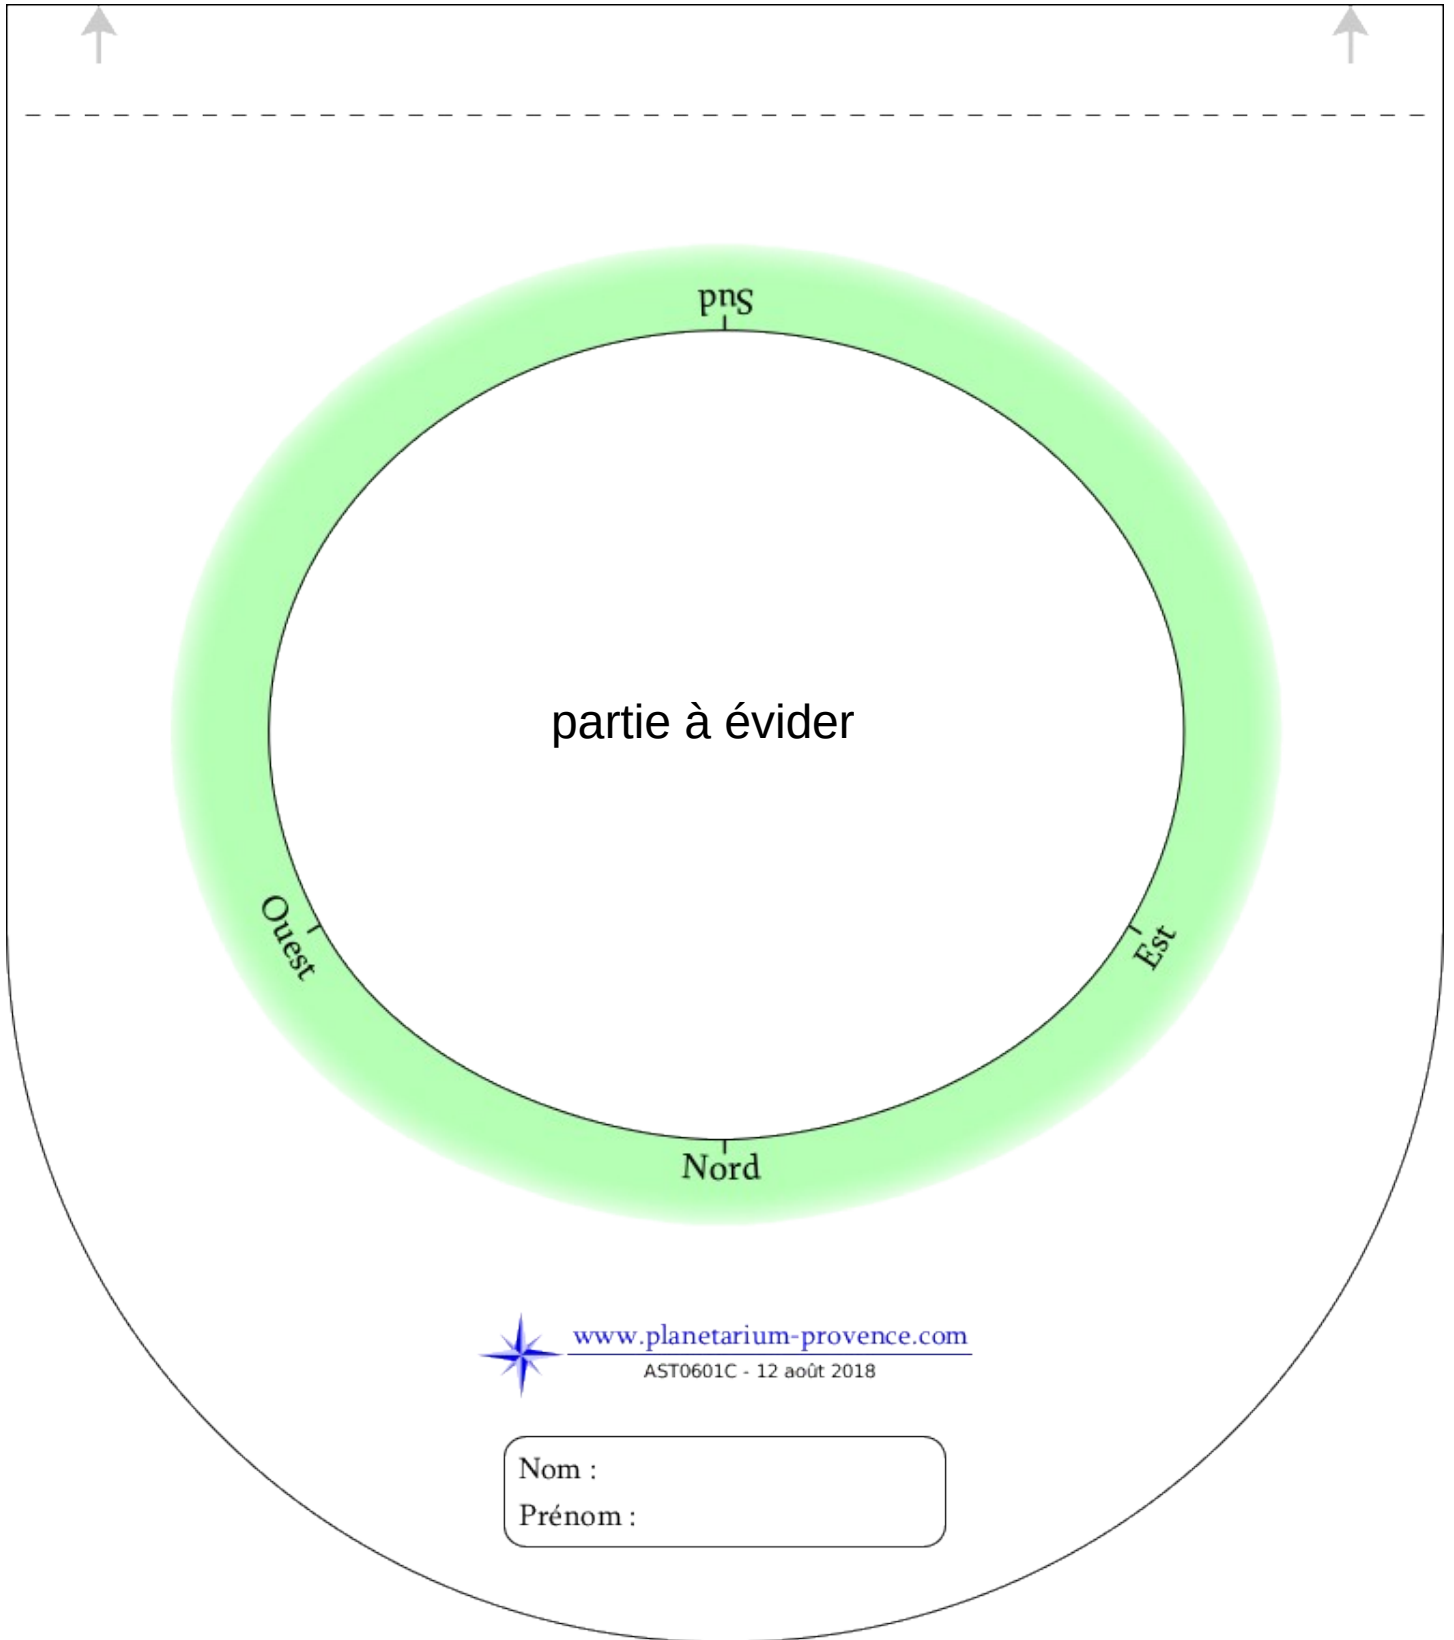 Sud
partie à évider
Ouest
Est
Nord
www.planetarium-provence.com
AST0601C - 12 août 2018
Nom :
Prénom :